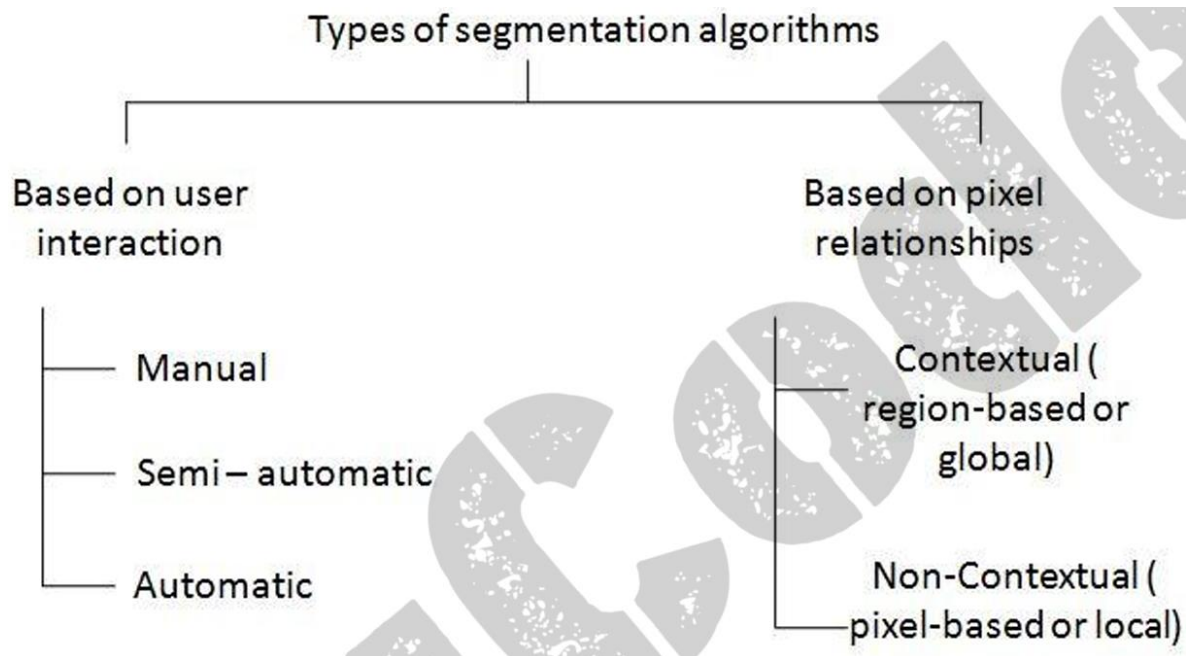 Types of segmentation algorithms
Based on user
interaction
Manual
Semi – automatic
Automatic
Based on pixel
relationships
Contextual (
region-based or
global)
Non-Contextual (
pixel-based or local)